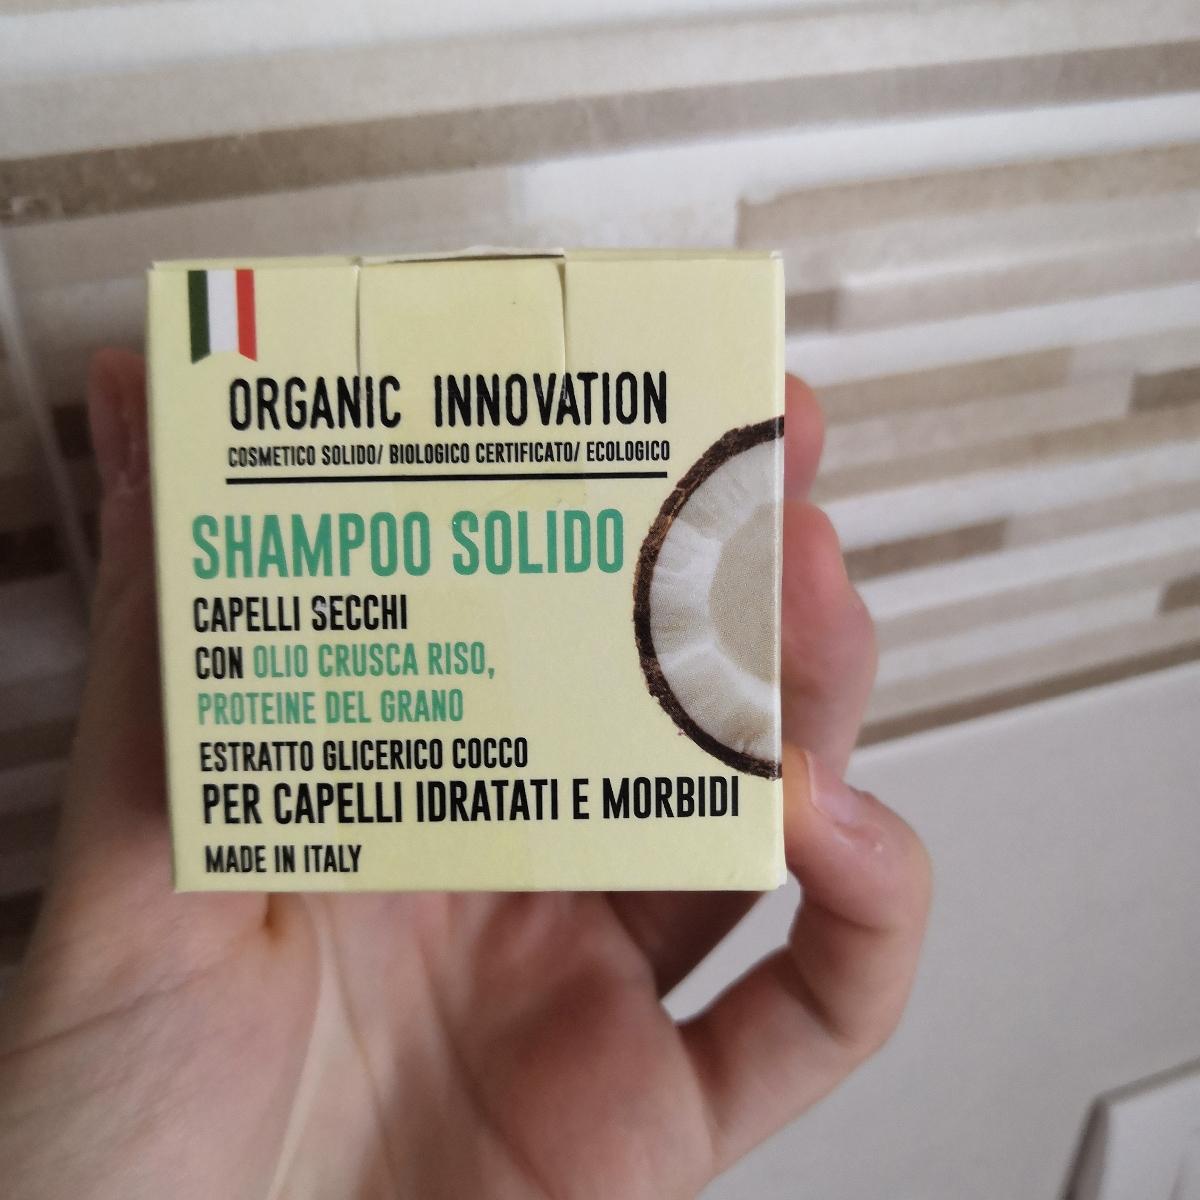 ORGANIC INNOVATION
COSMETICO SOLIDO/ BIOLOGICO CERTIFICATO/ ECOLOGICO
SHAMPOO SOLIDO
CAPELLI SECCHI
CON OLIO CRUSCA RISO,
PROTEINE DEL GRANO
ESTRATTO GLICERICO COCCO
PER CAPELLI IDRATATI E MORBIDI
MADE IN ITALY